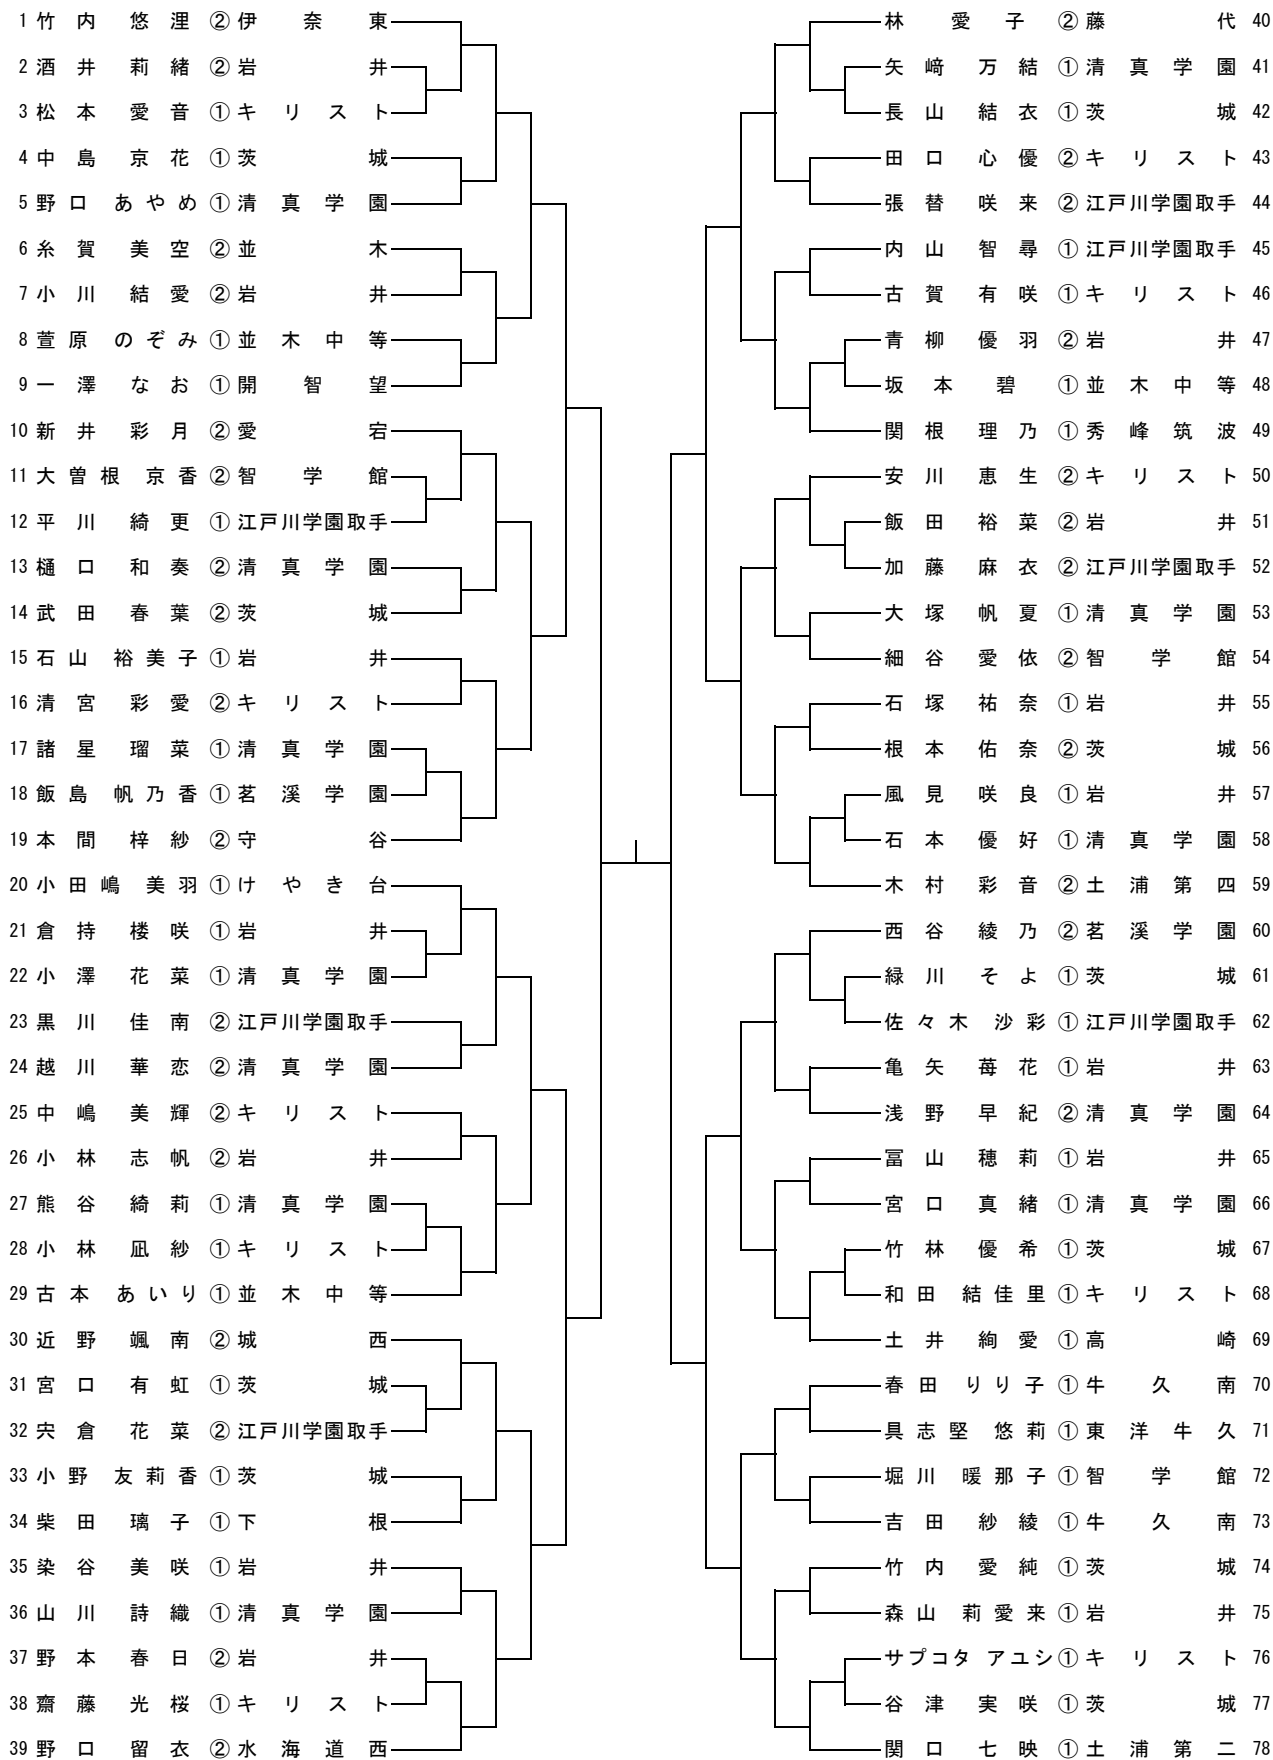 1 竹内 悠浬 ② 伊奈東
2 酒井 莉緒 ② 岩井
3 松本 愛音 ① キリスト
4 中島 京花 ① 茨城
5 野口 あやめ ① 清真学園
6 糸賀 美空 ② 並木
7 小川 結愛 ② 岩井
8 萱原 のぞみ ① 並木中等
9 一澤 なお ① 開智望
10 新井 彩月 ② 愛宕
11 大曽根 京香 ② 智学館
12 平川 綺更 ① 江戸川学園取手
13 樋口 和奏 ② 清真学園
14 武田 春葉 ② 茨城
15 石山 裕美子 ① 岩井
16 清宮 彩愛 ② キリスト
17 諸星 瑠菜 ① 清真学園
18 飯島 帆乃香 ① 茗溪学園
19 本間 梓紗 ② 守谷
20 小田嶋 美羽 ① けやき台
21 倉持 楼咲 ① 岩井
22 小澤 花菜 ① 清真学園
23 黒川 佳南 ② 江戸川学園取手
24 越川 華恋 ② 清真学園
25 中嶋 美輝 ② キリスト
26 小林 志帆 ② 岩井
27 熊谷 綺莉 ① 清真学園
28 小林 凪紗 ① キリスト
29 古本 あいり ① 並木中等
30 近野 颯南 ② 城西
31 宮口 有虹 ① 茨城
32 宍倉 花菜 ② 江戸川学園取手
33 小野 友莉香 ① 茨城
34 柴田 璃子 ① 下根
35 染谷 美咲 ① 岩井
36 山川 詩織 ① 清真学園
37 野本 春日 ② 岩井
38 齋藤 光桜 ① キリスト
39 野口 留衣 ② 水海道西
林 愛子 ② 藤代 40
矢﨑 万結 ① 清真学園 41
長山 結衣 ① 茨城 42
田口 心優 ② キリスト 43
張替 咲来 ② 江戸川学園取手 44
内山 智尋 ① 江戸川学園取手 45
古賀 有咲 ① キリスト 46
青柳 優羽 ② 岩井 47
坂本 碧 ① 並木中等 48
関根 理乃 ① 秀峰筑波 49
安川 恵生 ② キリスト 50
飯田 裕菜 ② 岩井 51
加藤 麻衣 ② 江戸川学園取手 52
大塚 帆夏 ① 清真学園 53
細谷 愛依 ② 智学館 54
石塚 祐奈 ① 岩井 55
根本 佑奈 ② 茨城 56
風見 咲良 ① 岩井 57
石本 優好 ① 清真学園 58
木村 彩音 ② 土浦第四 59
西谷 綾乃 ② 茗溪学園 60
緑川 そよ ① 茨城 61
佐々木 沙彩 ① 江戸川学園取手 62
亀矢 苺花 ① 岩井 63
浅野 早紀 ② 清真学園 64
冨山 穂莉 ① 岩井 65
宮口 真緒 ① 清真学園 66
竹林 優希 ① 茨城 67
和田 結佳里 ① キリスト 68
土井 絢愛 ① 高崎 69
春田 りり子 ① 牛久南 70
具志堅 悠莉 ① 東洋牛久 71
堀川 暖那子 ① 智学館 72
吉田 紗綾 ① 牛久南 73
竹内 愛純 ① 茨城 74
森山 莉愛来 ① 岩井 75
サプコタ アユシ ① キリスト 76
谷津 実咲 ① 茨城 77
関口 七映 ① 土浦第二 78